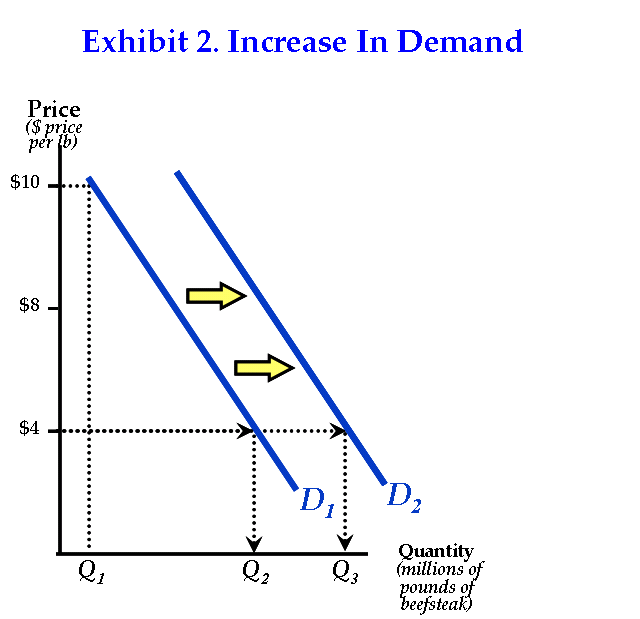 Exhibit 2. Increase In Demand
Price
($ price
per lb)
$10
$8
$4
D1
D2
Q1
Q2
Q3
Quantity
(millions of
pounds of
beefsteak)